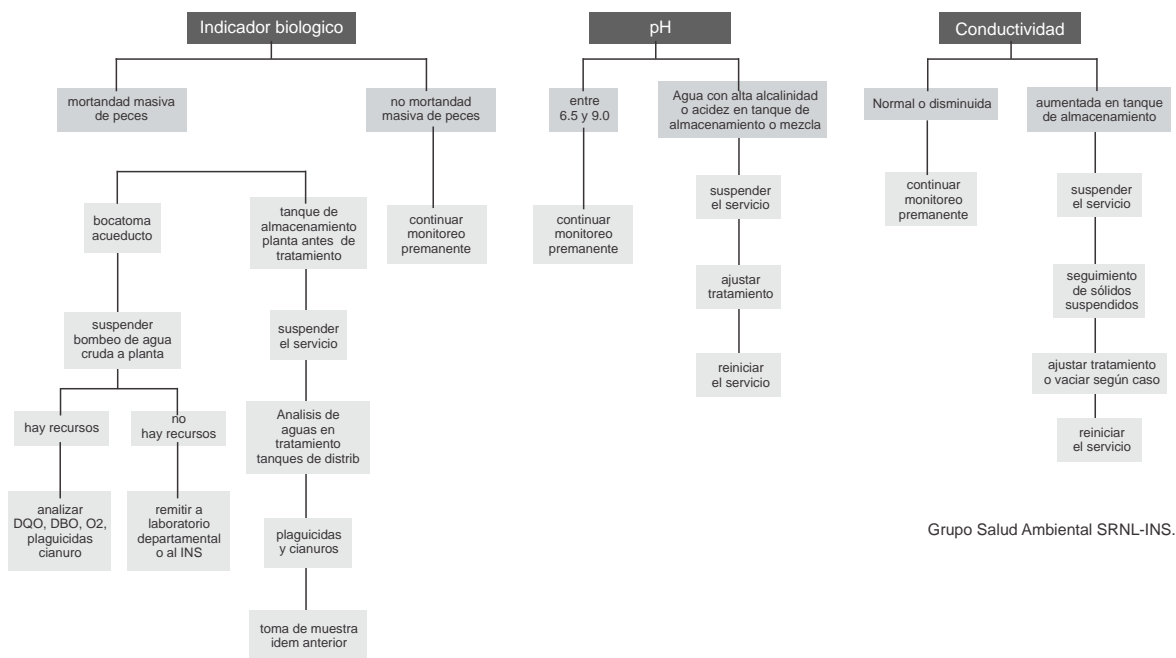 Indicador biologico
mortandad masiva
de peces
no mortandad
masiva de peces
bocatoma
acueducto
tanque de
almacenamiento
planta antes de
tratamiento
continuar
monitoreo
premanente
suspender
bombeo de agua
cruda a planta
suspender
el servicio
hay recursos
no
hay recursos
Analisis de
aguas en
tratamiento
tanques de distrib
analizar
DQO, DBO, O2,
plaguicidas
cianuro
remitir a
laboratorio
departamental
o al INS
plaguicidas
y cianuros
toma de muestra
idem anterior
pH
entre
6.5 y 9.0
Agua con alta alcalinidad
o acidez en tanque de
almacenamiento o mezcla
continuar
monitoreo
premanente
suspender
el servicio
ajustar
tratamiento
reiniciar
el servicio
Conductividad
Normal o disminuida
aumentada en tanque
de almacenamiento
continuar
monitoreo
premanente
suspender
el servicio
seguimiento
de sólidos
suspendidos
ajustar tratamiento
o vaciar según caso
reiniciar
el servicio
Grupo Salud Ambiental SRNL-INS.